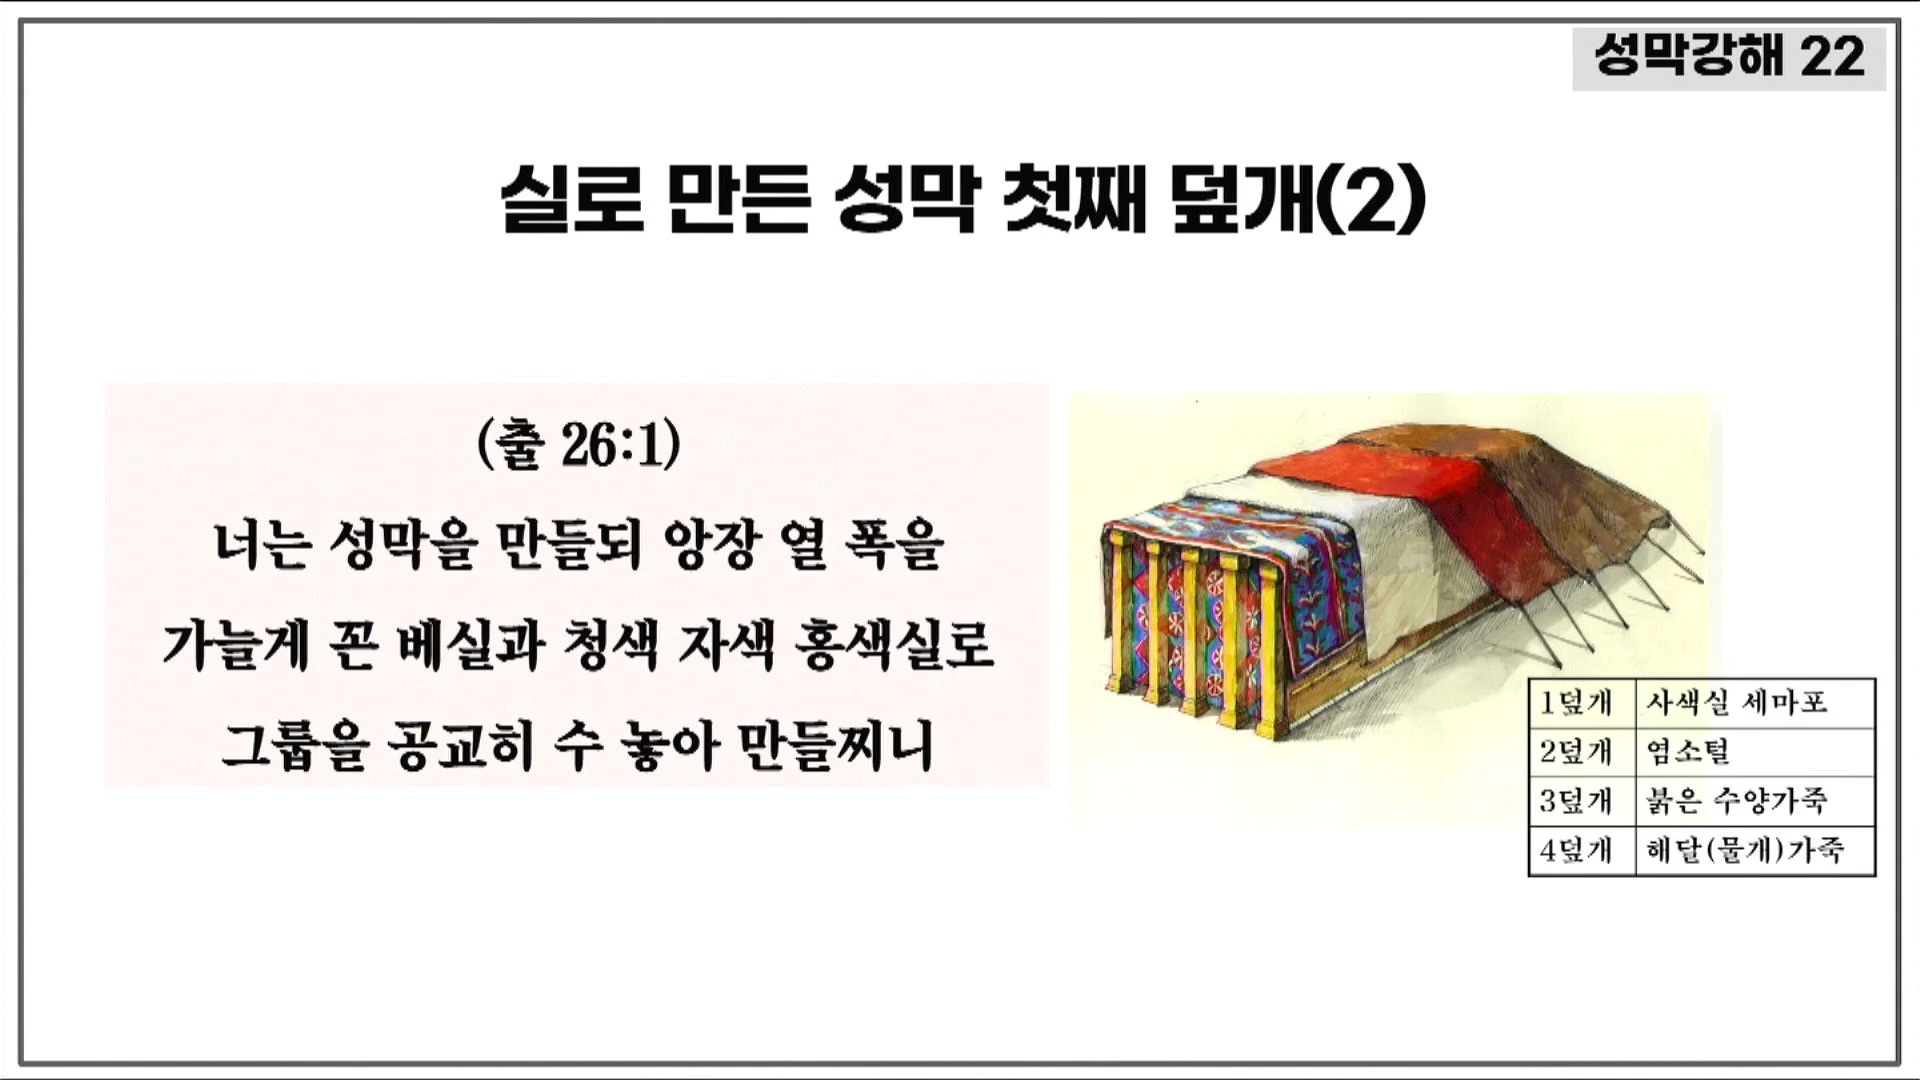 성막강해 22
실로 만든 성막 첫째 덮개(2)
(출 26:1)
너는 성막을 만들되 앙장 열 폭을
가늘게 꼰 베실과 청색 자색 홍색실로
그룹을 공교히 수 놓아 만들찌니
1덮개 사색실 세마포
2덮개 염소털
3덮개 붉은 수양가죽
4덮개 해달(물개)가죽